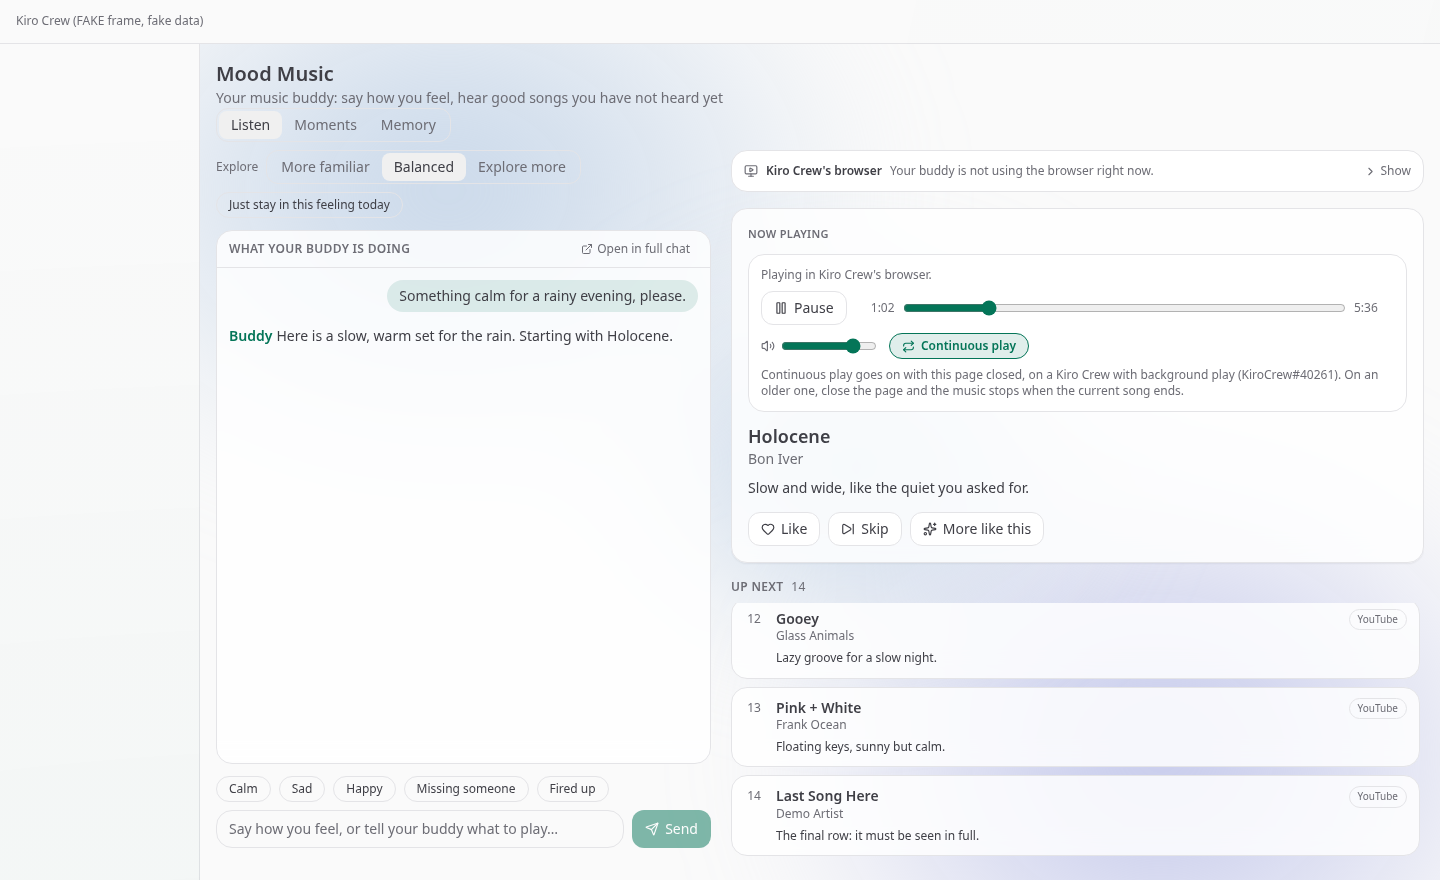 Kiro Crew (FAKE frame, fake data)
Mood Music
Your music buddy: say how you feel, hear good songs you have not heard yet
Listen Moments Memory
Explore More familiar Balanced Explore more
Just stay in this feeling today
WHAT YOUR BUDDY IS DOING Open in full chat
Something calm for a rainy evening, please.
Buddy Here is a slow, warm set for the rain. Starting with Holocene.
Calm Sad Happy Missing someone Fired up
Say how you feel, or tell your buddy what to play...
Send
Kiro Crew's browser Your buddy is not using the browser right now. Show
NOW PLAYING
Playing in Kiro Crew's browser.
Pause 1:02 5:36
Continuous play
Continuous play goes on with this page closed, on a Kiro Crew with background play (KiroCrew#40261). On an
older one, close the page and the music stops when the current song ends.
Holocene
Bon Iver
Slow and wide, like the quiet you asked for.
Like Skip More like this
UP NEXT 14
12 Gooey YouTube
Glass Animals
Lazy groove for a slow night.
13 Pink + White YouTube
Frank Ocean
Floating keys, sunny but calm.
14 Last Song Here YouTube
Demo Artist
The final row: it must be seen in full.